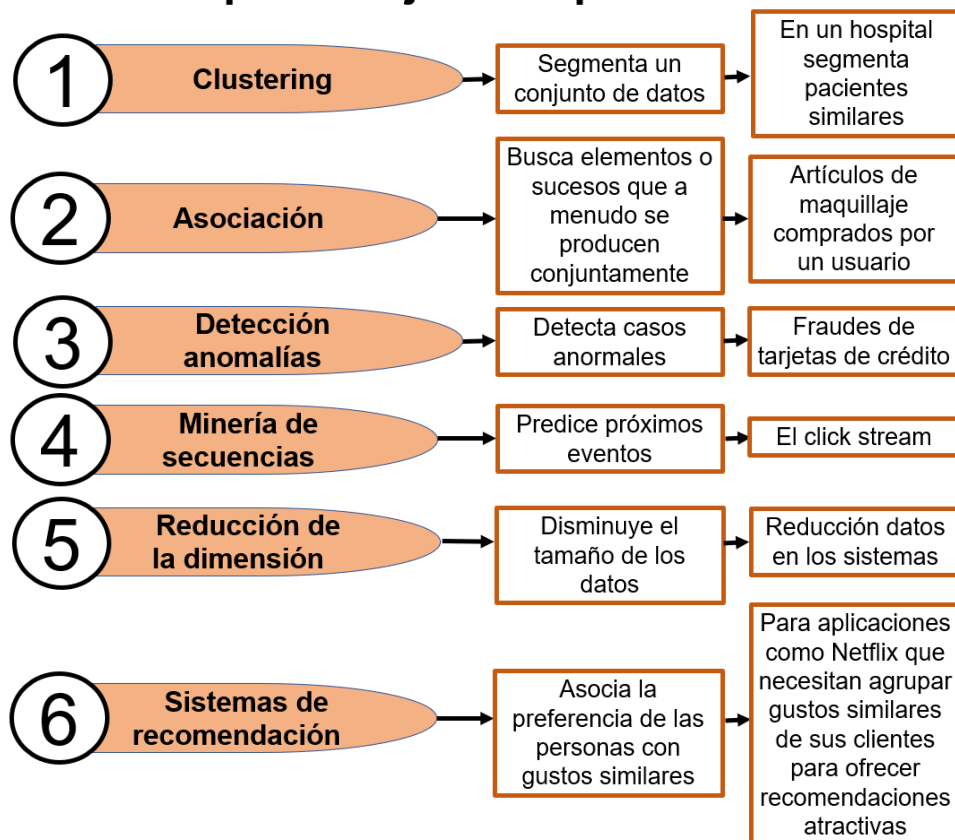 1
Clustering
Segmenta un
conjunto de datos
En un hospital
segmenta
pacientes
similares
2
Asociación
Busca elementos o
sucesos que a
menudo se
producen
conjuntamente
Artículos de
maquillaje
comprados por
un usuario
3
Detección
anomalías
Detecta casos
anormales
Fraudes de
tarjetas de crédito
4
Minería de
secuencias
Predice próximos
eventos
El click stream
5
Reducción de
la dimensión
Disminuye el
tamaño de los
datos
Reducción datos
en los sistemas
6
Sistemas de
recomendación
Asocia la
preferencia de las
personas con
gustos similares
Para aplicaciones
como Netflix que
necesitan agrupar
gustos similares
de sus clientes
para ofrecer
recomendaciones
atractivas